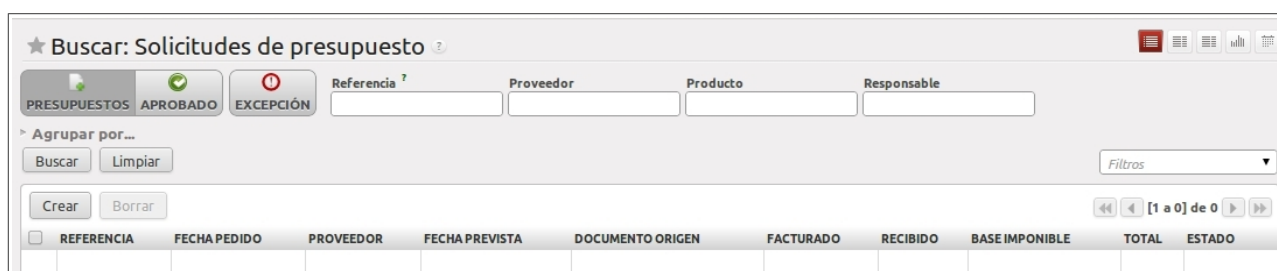 Buscar: Solicitudes de presupuesto ?
PRESUPUESTOS APROBADO EXCEPCIÓN
Referencia ? Proveedor Producto Responsable
Agrupar por...
Buscar Limpiar Filtros
Crear Borrar [1 a 0] de 0
REFERENCIA FECHA PEDIDO PROVEEDOR FECHA PREVISTA DOCUMENTO ORIGEN FACTURADO RECIBIDO BASE IMPONIBLE TOTAL ESTADO